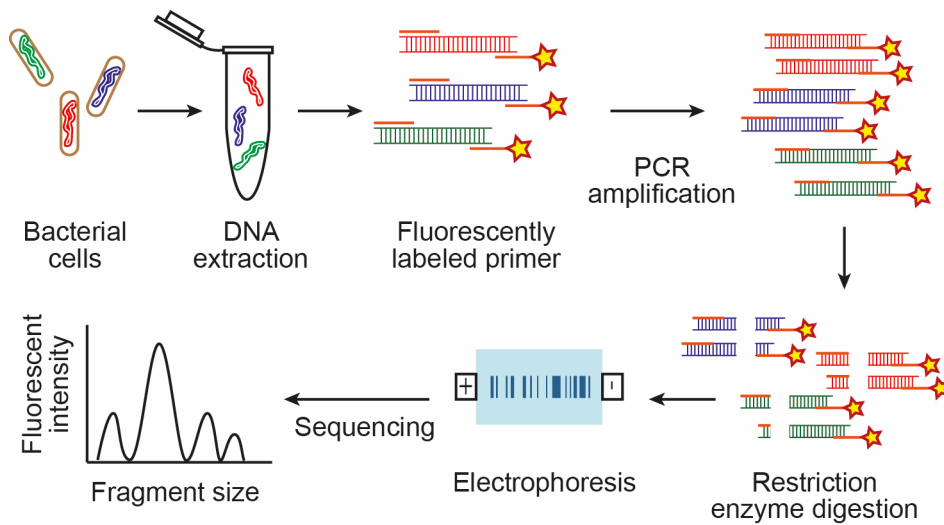 Bacterial
cells
DNA
extraction
Fluorescently
labeled primer
PCR
amplification
Restriction
enzyme digestion
+
-
Electrophoresis
Sequencing
Fluorescent
intensity
Fragment size